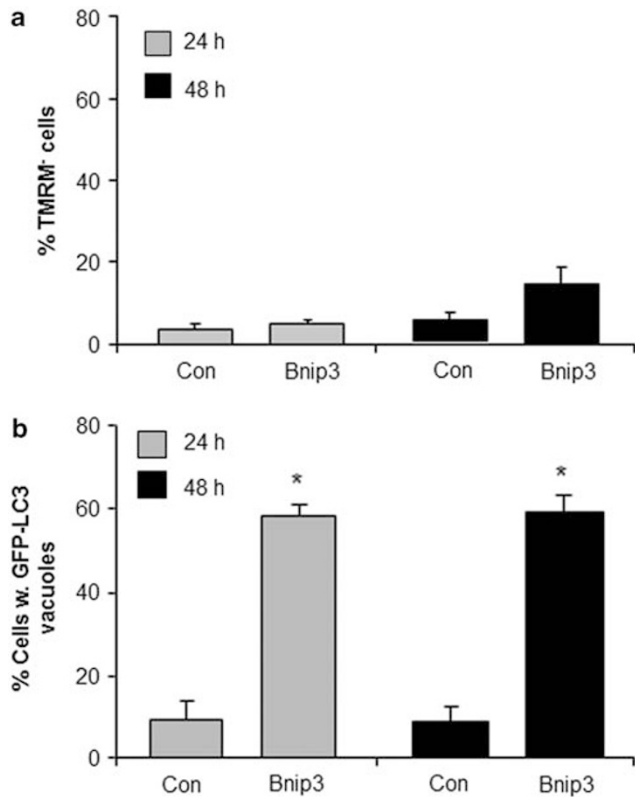 a
80
60
40
20
0
% TMRM- cells
24 h
48 h
Con
Bnip3
Con
Bnip3
b
80
60
40
20
0
% Cells w. GFP-LC3
vacuoles
24 h
48 h
*
*
Con
Bnip3
Con
Bnip3